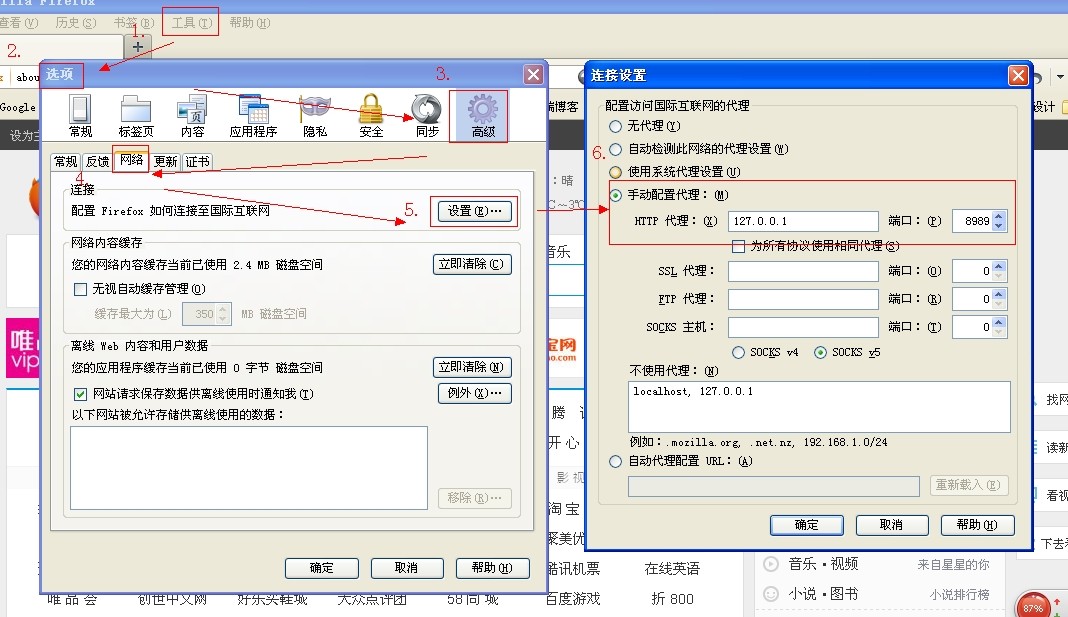 zilla Firefox
查看(V) 历史(S) 书签(B) 工具(T) 帮助(H)
1.
2.
abou
Google
设为主
选项
3.
常规 标签页 内容 应用程序 隐私 安全 同步 高级
常规 反馈 网络 更新 证书
4.
连接
配置 Firefox 如何连接至国际互联网
5.
设置(E)...
网络内容缓存
您的网络内容缓存当前已使用 2.4 MB 磁盘空间
立即清除(C)
无视自动缓存管理(O)
缓存最大为(L) 350 MB 磁盘空间
离线 Web 内容和用户数据
您的应用程序缓存当前已使用 0 字节 磁盘空间
立即清除(N)
网站请求保存数据供离线使用时通知我(T)
例外(X)...
以下网站被允许存储供离线使用的数据：
移除(R)...
确定 取消 帮助(H)
连接设置
配置访问国际互联网的代理
无代理(Y)
6.
自动检测此网络的代理设置(W)
使用系统代理设置(U)
手动配置代理：(M)
HTTP 代理：(X) 127.0.0.1 端口：(P) 8989
为所有协议使用相同代理(S)
SSL 代理： 端口：(O) 0
FTP 代理： 端口：(R) 0
SOCKS 主机： 端口：(T) 0
SOCKS v4 SOCKS v5
不使用代理：(N)
localhost, 127.0.0.1
例如：.mozilla.org, .net.nz, 192.168.1.0/24
自动代理配置 URL：(A)
重新载入(E)
确定 取消 帮助(H)
端博客
设计
：晴
C~3℃
音乐
唯
vip
宝网
ao.com
腾
开 心
影 视
淘 宝
聚美优
找网
读新
看视
下去看
酷讯机票 在线英语
音乐·视频 来自星星的你
唯 品 会 创世中文网 好乐买鞋城 大众点评团 58 同 城 百度游戏 折 800
小说·图书 小说排行榜
87%